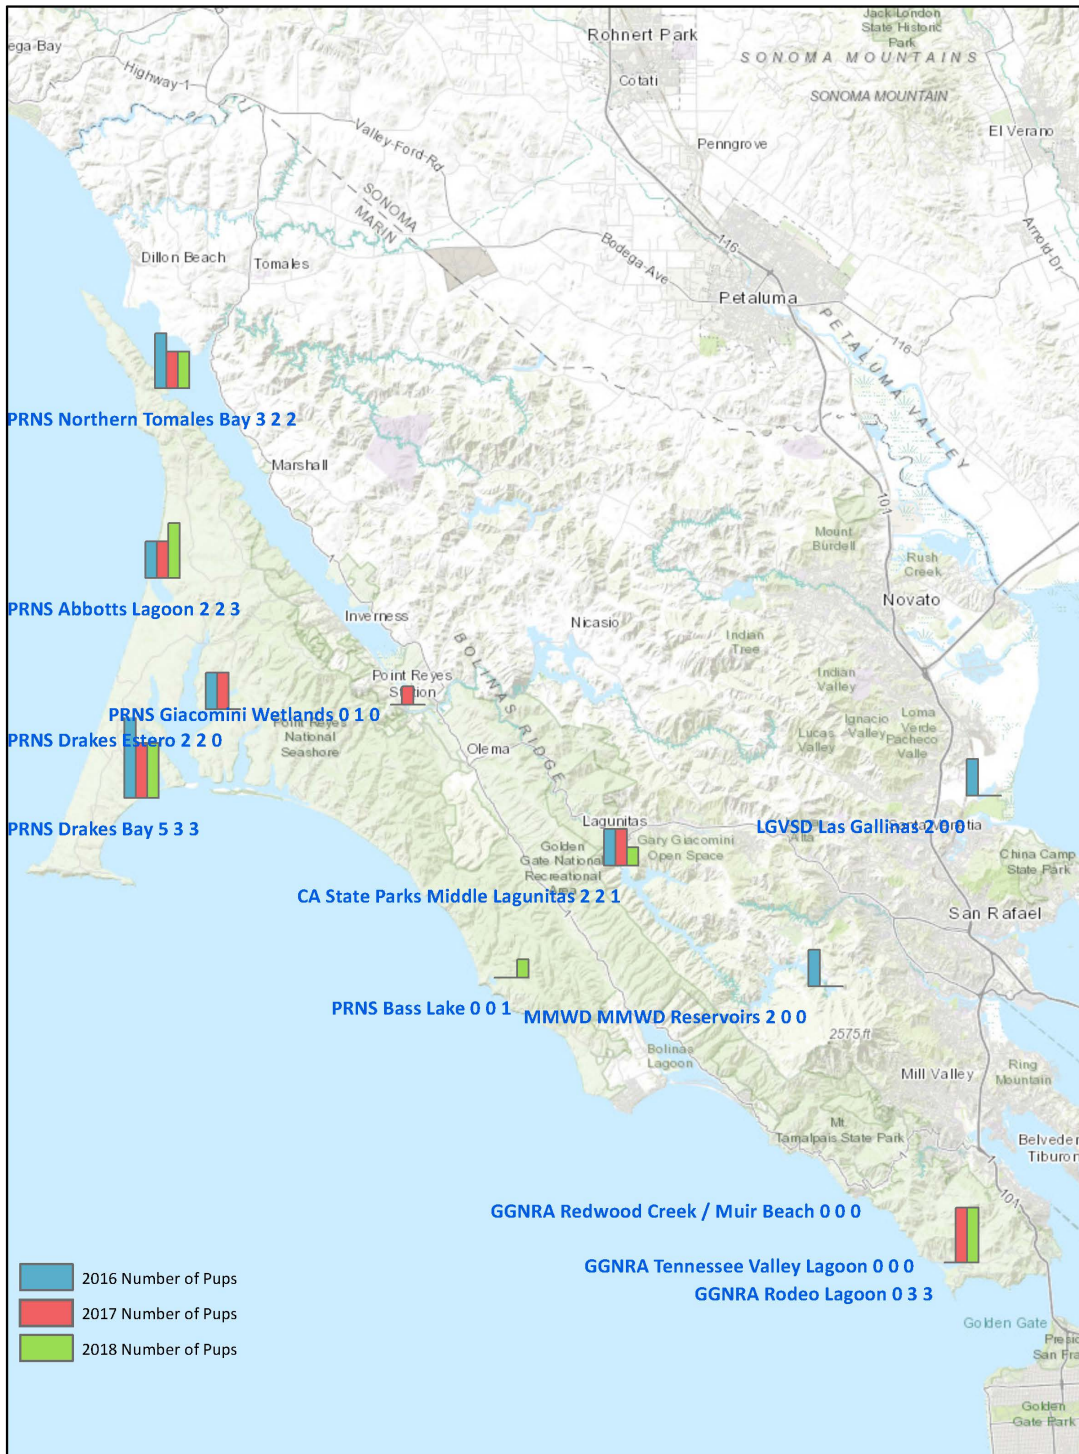 Jack London
State Historic
Park
Rohnert Park
SONOMA MOUNTAINS
ega-Bay
Highway-1
Cotati
SONOMA MOUNTAIN
El Verano
Valley-Ford-Rd
Penngrove
SONOMA
MARIN
116
Arnold-Dr
Bodega-Ave
Dillon Beach
Tomales
Petaluma
PETALUMA VALLEY
116
PRNS Northern Tomales Bay 3 2 2
Marshall
101
Mount
Burdell
Rush
Creek
1
PRNS Abbotts Lagoon 2 2 3
Novato
Inverness
Nicasio
BOLINAS RIDGE
Indian
Tree
Point Reyes
Indian
Valley
PRNS Giacomini Wetlands 0 1 0
Point Reyes
National
Seashore
Ignacio
Valley
Loma
Verde
Pacheco
Valle
Lucas
Valley
PRNS Drakes Estero 2 2 0
Olema
PRNS Drakes Bay 5 3 3
Lagunitas
LGVSD Las Gallinas 2 0 0
Golden
Gate National
Recreational
Gary Giacomini
Open Space
China Camp
State Park
CA State Parks Middle Lagunitas 2 2 1
1
San Rafael
PRNS Bass Lake 0 0 1
MMWD MMWD Reservoirs 2 0 0
2575 ft
Bolinas
Lagoon
Mill Valley
Ring
Mountain
Mt
Tamalpais State Park
Belveder
Tiburon
1
1
101
GGNRA Redwood Creek / Muir Beach 0 0 0
GGNRA Tennessee Valley Lagoon 0 0 0
GGNRA Rodeo Lagoon 0 3 3
2016 Number of Pups
2017 Number of Pups
2018 Number of Pups
Golden Gate
Presid
San Fra
Golden
Gate Park